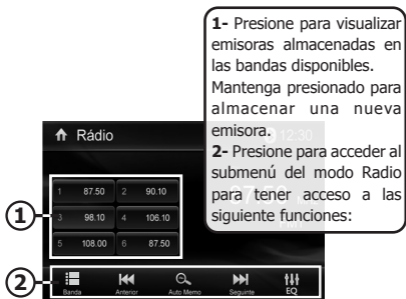 1- Presione para visualizar
emisoras almacenadas en
las bandas disponibles.
Mantenga presionado para
almacenar una nueva
emisora.
2- Presione para acceder al
submenú del modo Radio
para tener acceso a las
siguiente funciones:
Rádio
12:30
1 87.50 2 90.10
3 98.10 4 106.10
5 108.00 6 87.50
1
2
Banda Anterior Auto Memo Seguinte EQ